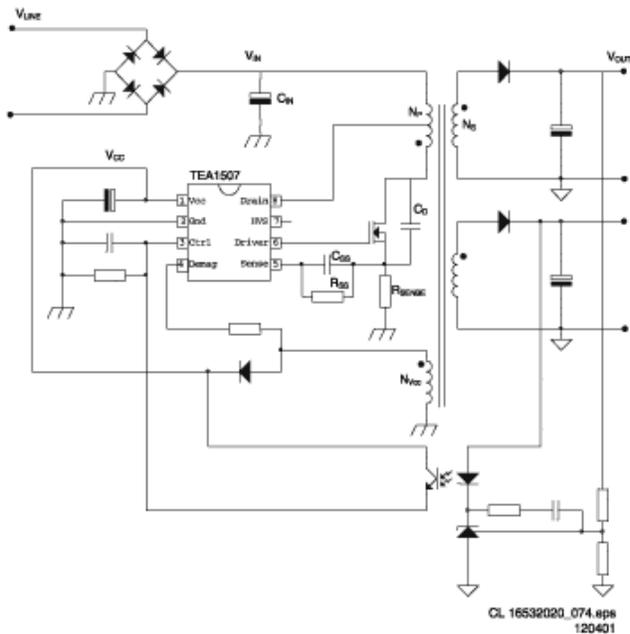 VLINE
VIN
VOUT
CIN
NP
NS
VCC
TEA1507
1 Vcc Drain 8
2 Gnd HVS 7
3 Ctrl Driver 6
4 Demag Sense 5
CD
CSS
RSS
RSENSE
NVcc
CL 16532020_074.eps
120401